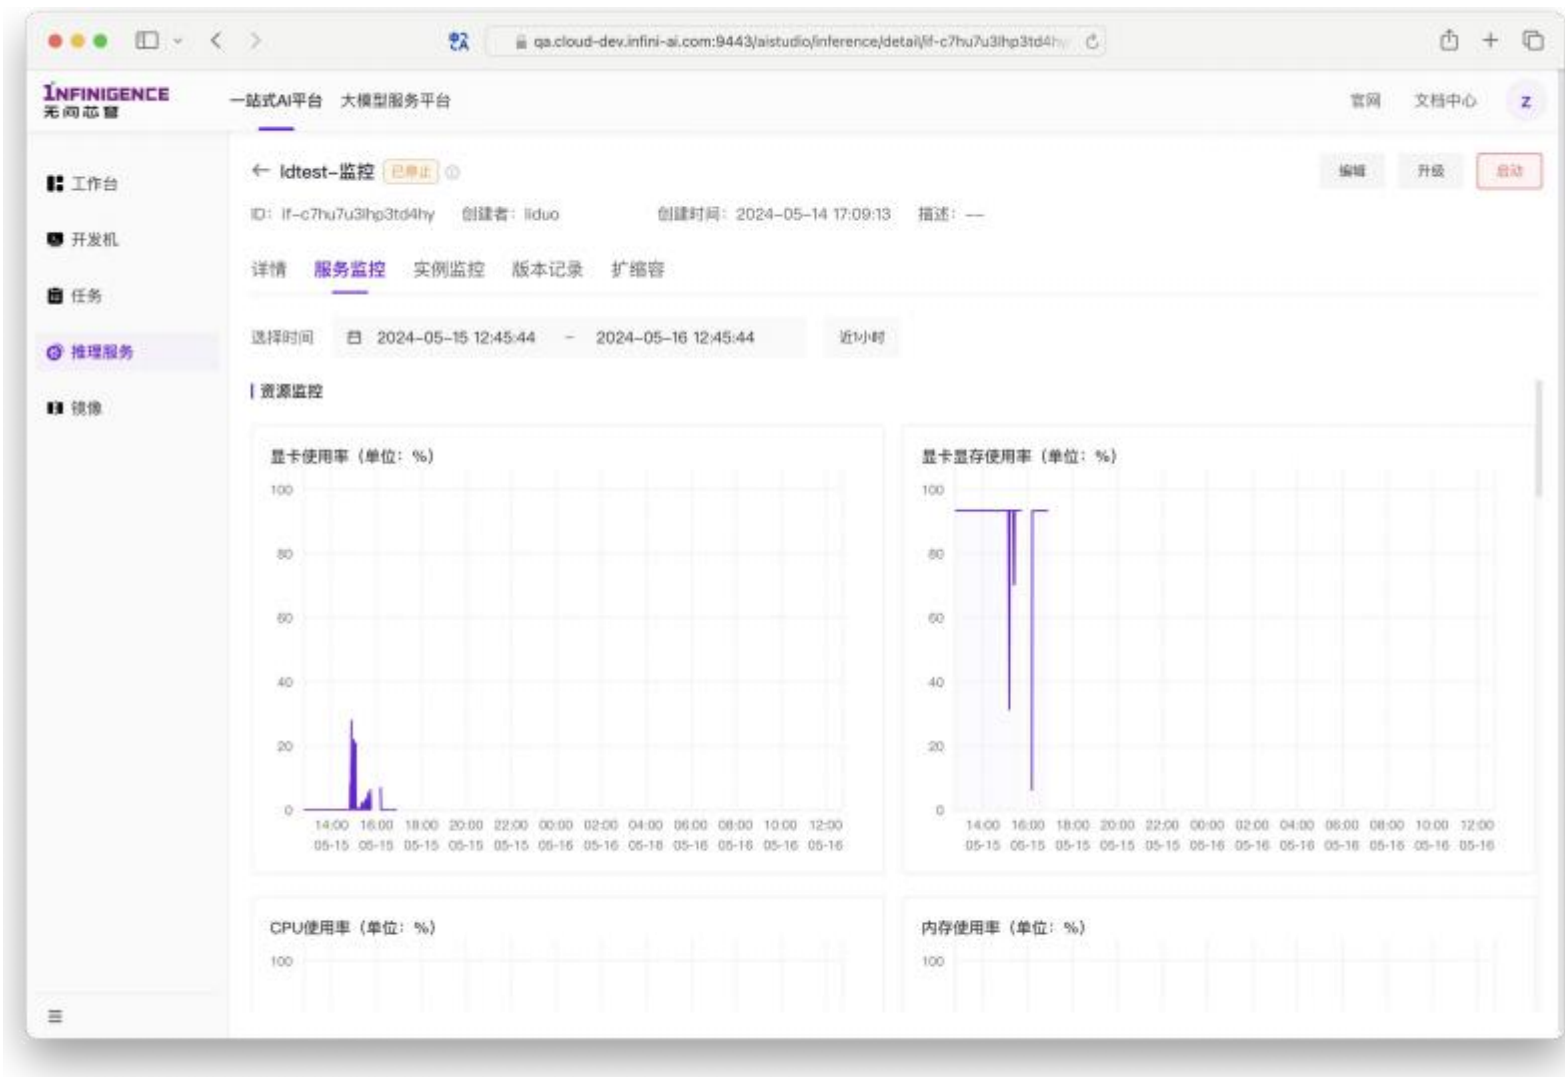 qa.cloud-dev.infini-ai.com:9443/aistudio/inference/detail/if-c7hu7u3lhp3td4hy
INFINIGENCE
无问芯穹
一站式AI平台 大模型服务平台 官网 文档中心 Z
工作台
开发机
任务
推理服务
镜像
ldtest-监控 已停止 编辑 升级 启动
ID: if-c7hu7u3lhp3td4hy 创建者: liduo 创建时间: 2024-05-14 17:09:13 描述: --
详情 服务监控 实例监控 版本记录 扩缩容
选择时间 2024-05-15 12:45:44 - 2024-05-16 12:45:44 近1小时
资源监控
显卡使用率（单位：%）
100
80
60
40
20
0
14:00 16:00 18:00 20:00 22:00 00:00 02:00 04:00 06:00 08:00 10:00 12:00
05-15 05-15 05-15 05-15 05-15 05-16 05-16 05-16 05-16 05-16 05-16 05-16
显卡显存使用率（单位：%）
100
80
60
40
20
0
14:00 16:00 18:00 20:00 22:00 00:00 02:00 04:00 06:00 08:00 10:00 12:00
05-15 05-15 05-15 05-15 05-15 05-16 05-16 05-16 05-16 05-16 05-16 05-16
CPU使用率（单位：%）
100
内存使用率（单位：%）
100